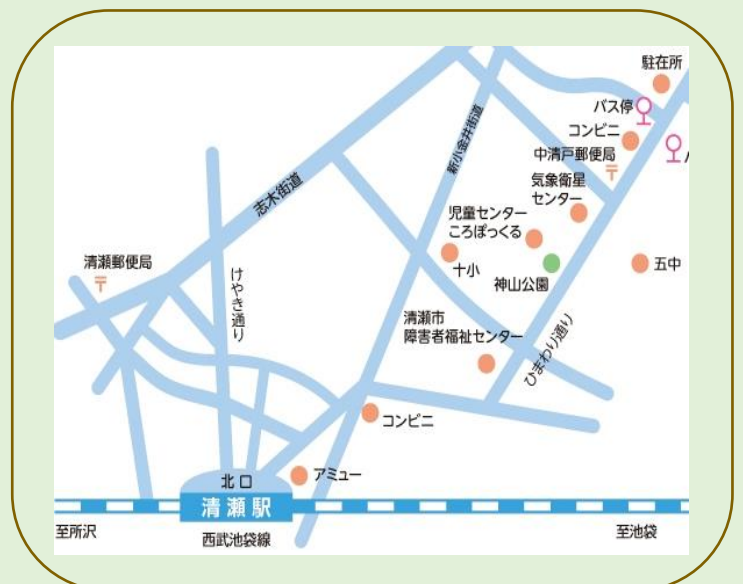 駐在所
バス停
コンビニ
中清戸郵便局
気象衛星
センター
新小金井街道
児童センター
ころぽっくる
志木街道
十小
五中
神山公園
清瀬郵便局
けやき通り
清瀬市
障害者福祉センター
ひまわり通り
コンビニ
アミュー
北口
清瀬駅
至所沢
西武池袋線
至池袋